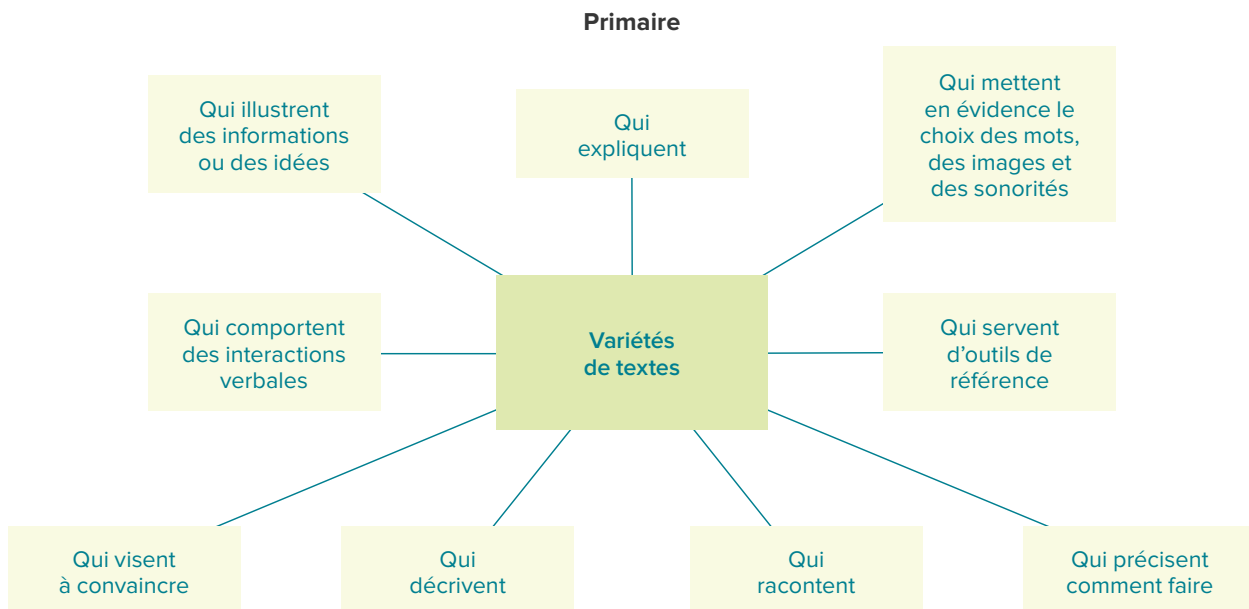 Primaire
Qui illustrent
des informations
ou des idées
Qui
expliquent
Qui mettent
en évidence le
choix des mots,
des images et
des sonorités
Qui comportent
des interactions
verbales
Variétés
de textes
Qui servent
d’outils de
référence
Qui visent
à convaincre
Qui
décrivent
Qui
racontent
Qui précisent
comment faire